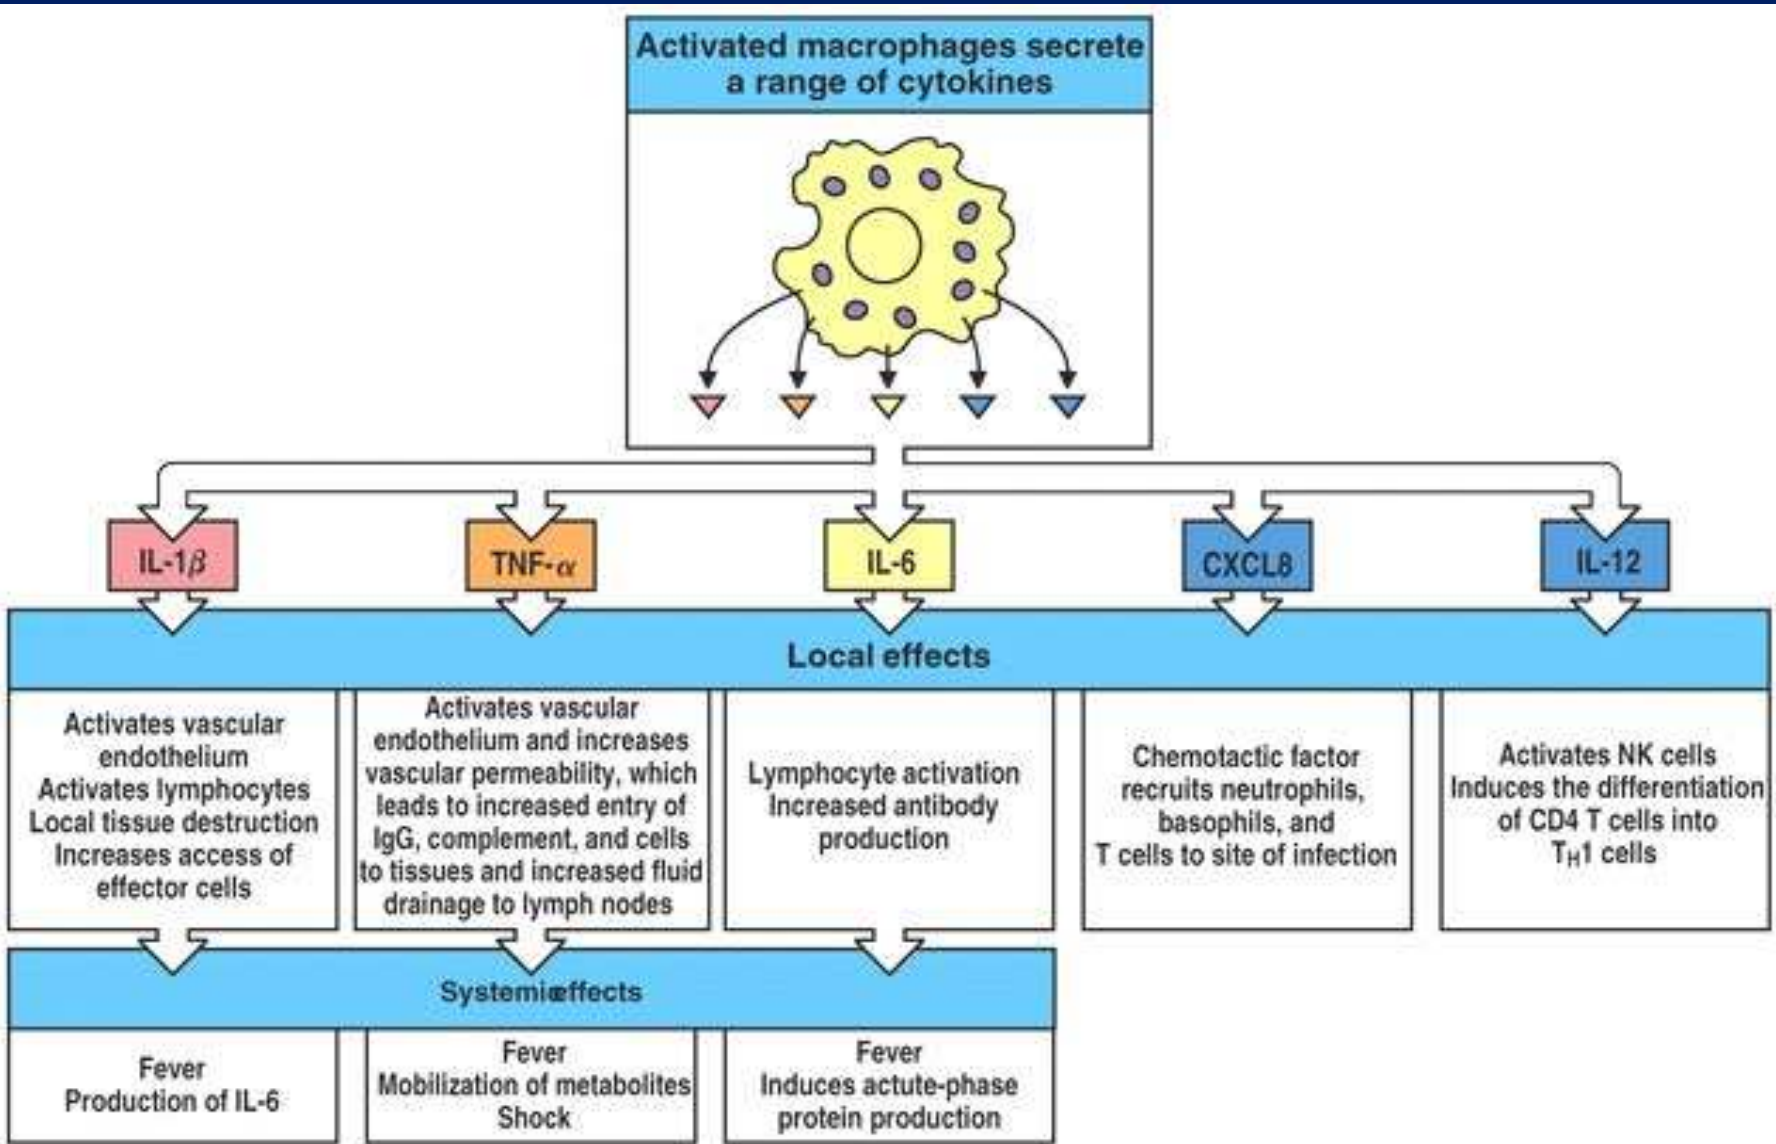 Activated macrophages secrete
a range of cytokines
IL-1β
TNF-α
IL-6
CXCL8
IL-12
Local effects
Activates vascular
endothelium
Activates lymphocytes
Local tissue destruction
Increases access of
effector cells
Activates vascular
endothelium and increases
vascular permeability, which
leads to increased entry of
IgG, complement, and cells
to tissues and increased fluid
drainage to lymph nodes
Lymphocyte activation
Increased antibody
production
Chemotactic factor
recruits neutrophils,
basophils, and
T cells to site of infection
Activates NK cells
Induces the differentiation
of CD4 T cells into
TH1 cells
Systemiceffects
Fever
Production of IL-6
Fever
Mobilization of metabolites
Shock
Fever
Induces actute-phase
protein production